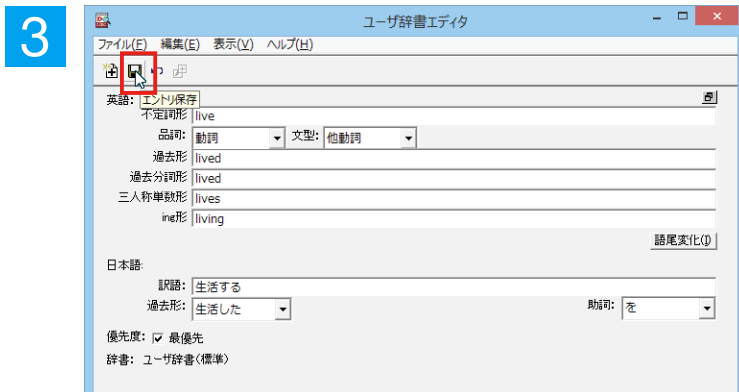 3
ユーザ辞書エディタ
ファイル(F) 編集(E) 表示(V) ヘルプ(H)
英語: エントリ保存
不定詞形 live
品詞: 動詞 文型: 他動詞
過去形 lived
過去分詞形 lived
三人称単数形 lives
ing形 living
語尾変化(I)
日本語:
訳語: 生活する
過去形: 生活した 助詞: を
優先度: 最優先
辞書: ユーザ辞書(標準)